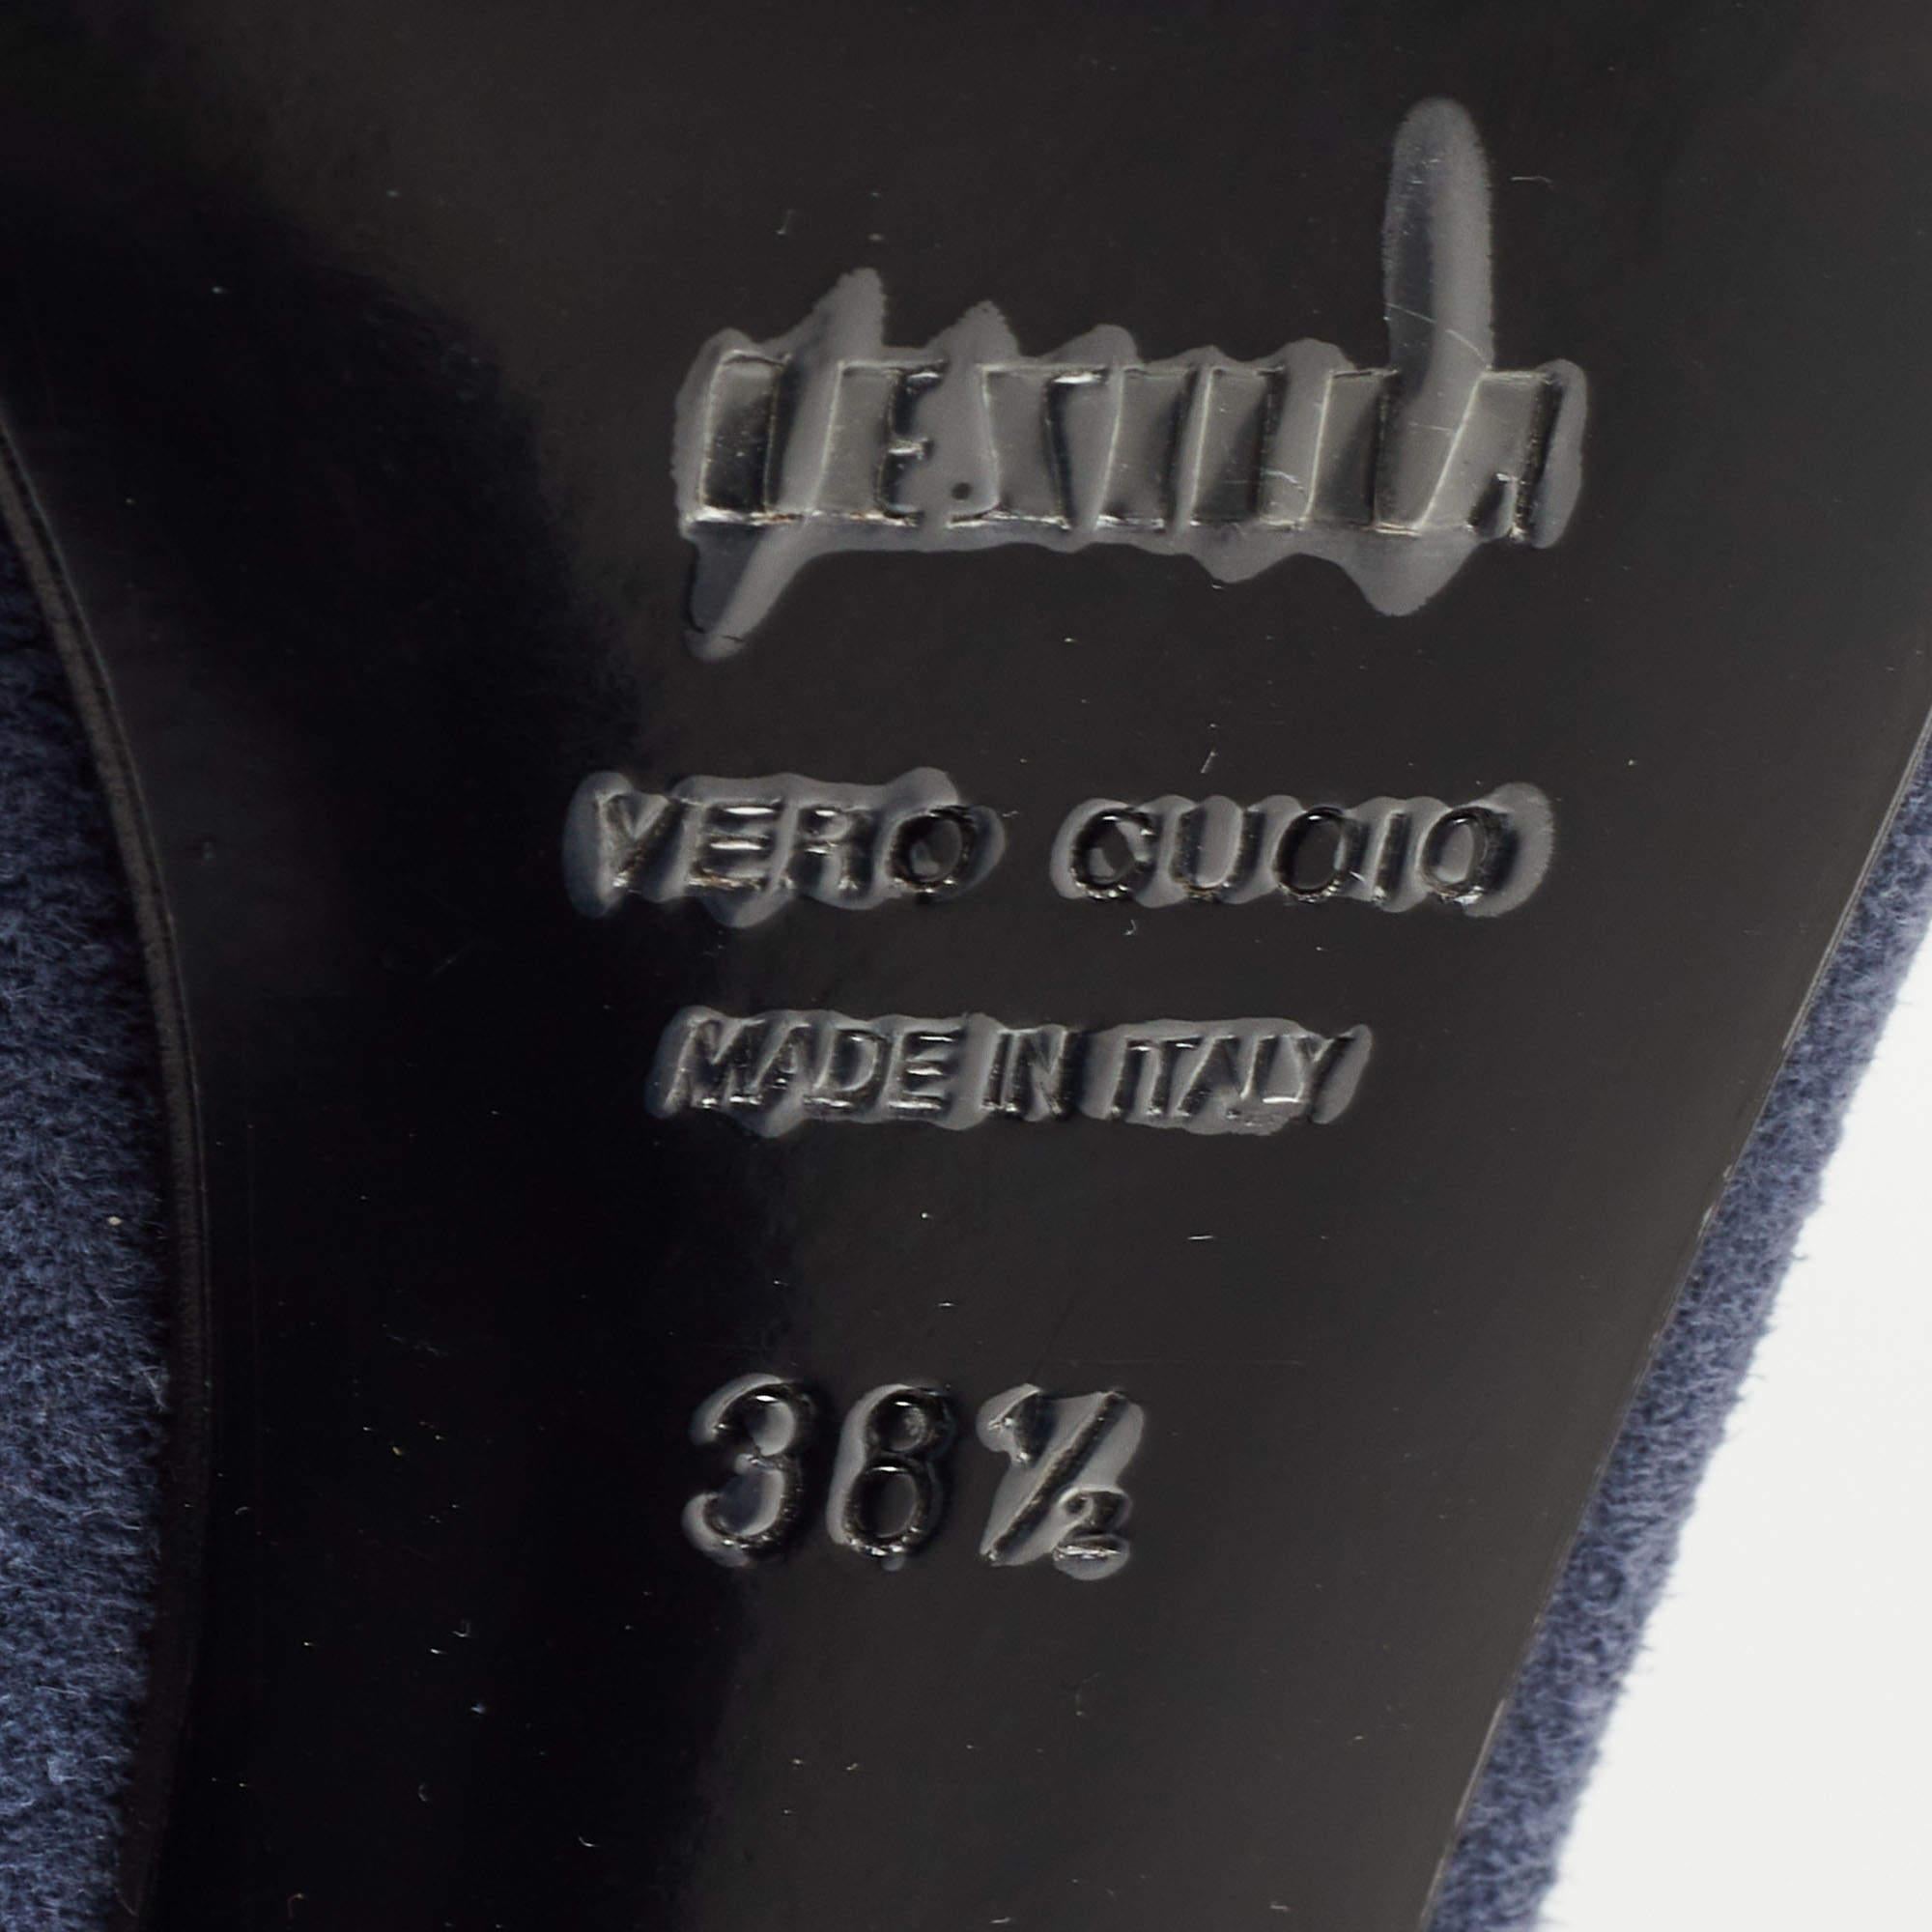 VERO CUOIO
MADE IN ITALY
38½